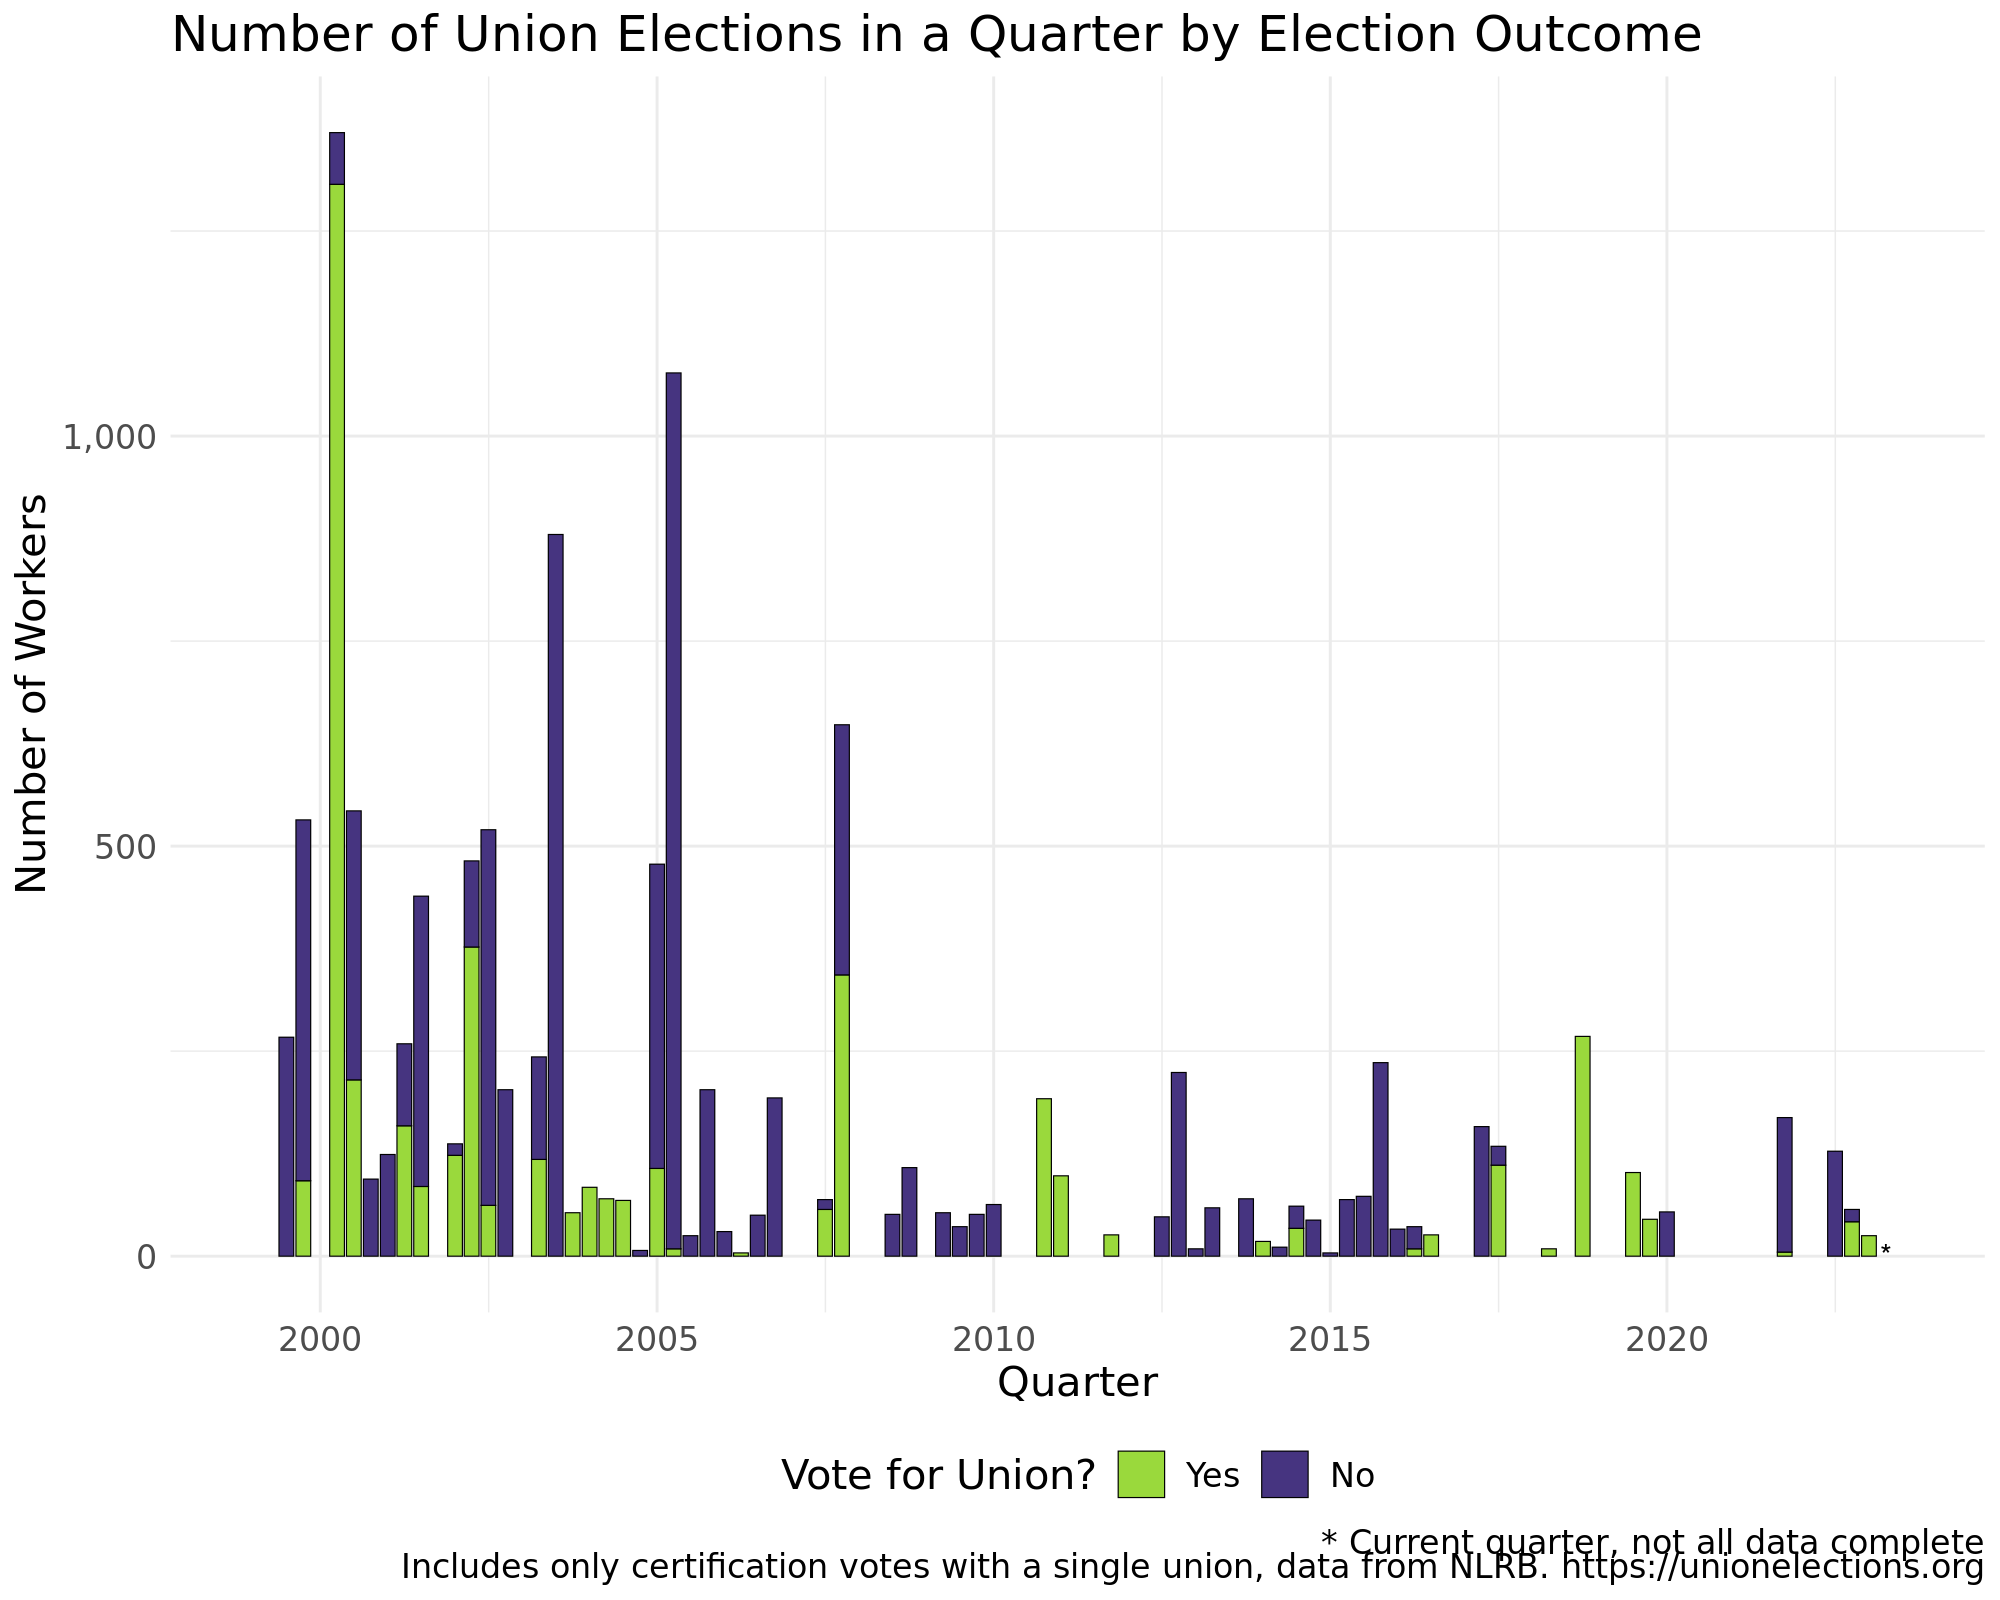 Number of Union Elections in a Quarter by Election Outcome
Number of Workers
1,000
500
0
*
2000 2005 2010 2015 2020
Quarter
Vote for Union? Yes No
* Current quarter, not all data complete
Includes only certification votes with a single union, data from NLRB. https://unionelections.org